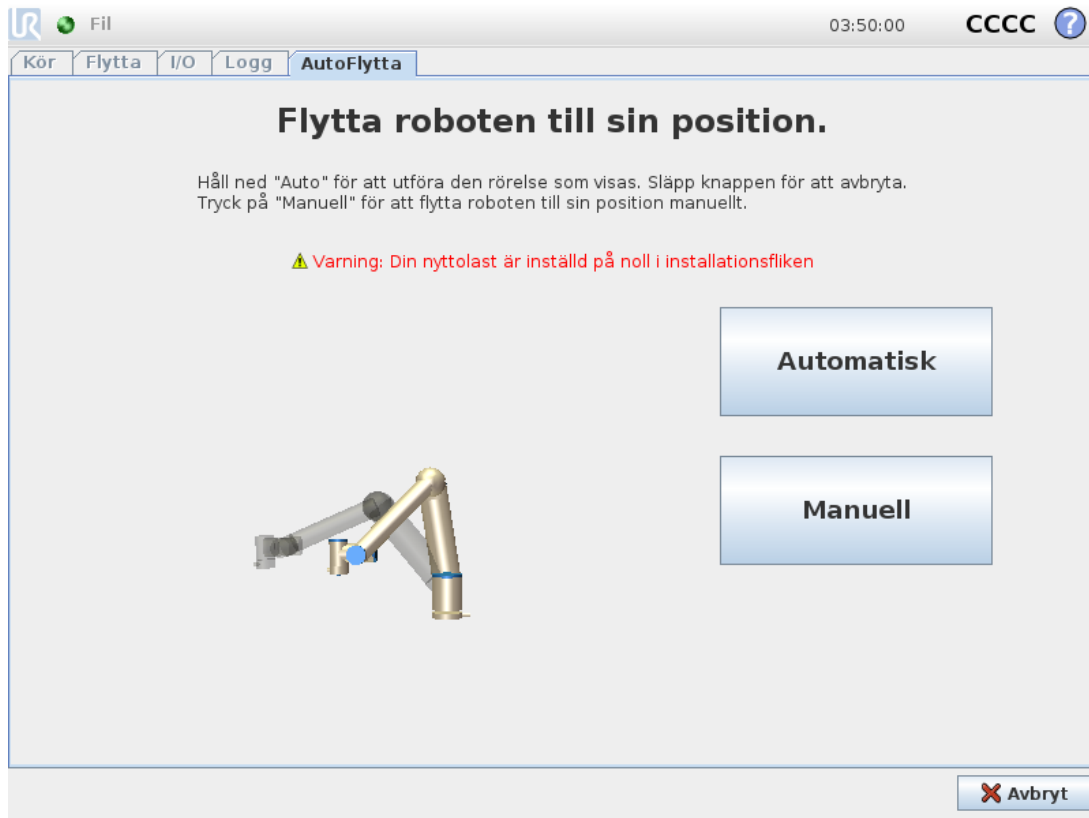 UR Fil 03:50:00 CCCC ?
Kör Flytta I/O Logg AutoFlytta
Flytta roboten till sin position.
Håll ned "Auto" för att utföra den rörelse som visas. Släpp knappen för att avbryta.
Tryck på "Manuell" för att flytta roboten till sin position manuellt.
Varning: Din nyttolast är inställd på noll i installationsfliken
Automatisk
Manuell
Avbryt